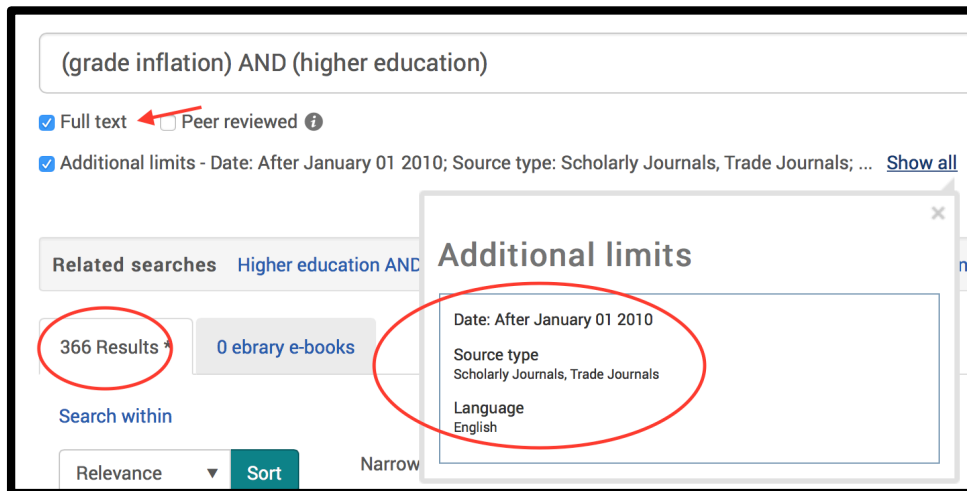 (grade inflation) AND (higher education)
Full text Peer reviewed i
Additional limits - Date: After January 01 2010; Source type: Scholarly Journals, Trade Journals; ... Show all
×
Additional limits
Related searches Higher education AND
Date: After January 01 2010
366 Results * 0 ebrary e-books
Source type
Scholarly Journals, Trade Journals
Language
English
Search within
Relevance ▼ Sort Narrow